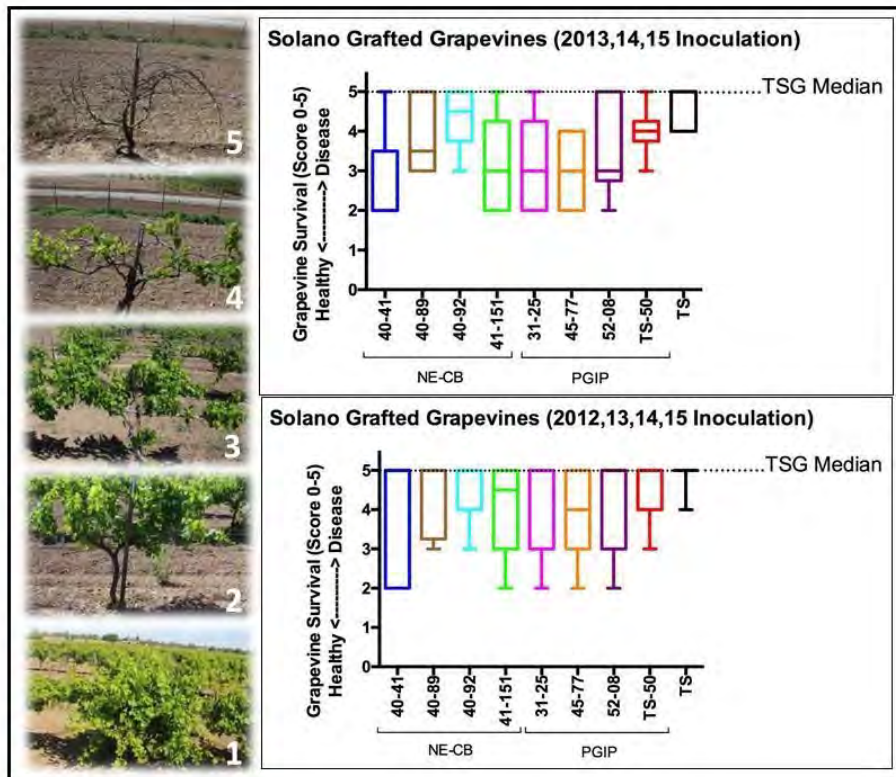 5
4
3
2
1
Solano Grafted Grapevines (2013,14,15 Inoculation)
Grapevine Survival (Score 0-5)
Healthy <---------> Disease
5
4
3
2
1
0
TSG Median
40-41
40-89
40-92
41-151
31-25
45-77
52-08
TS-50
TS-
NE-CB
PGIP
Solano Grafted Grapevines (2012,13,14,15 Inoculation)
Grapevine Survival (Score 0-5)
Healthy <---------> Disease
5
4
3
2
1
0
TSG Median
40-41
40-89
40-92
41-151
31-25
45-77
52-08
TS-50
TS-
NE-CB
PGIP